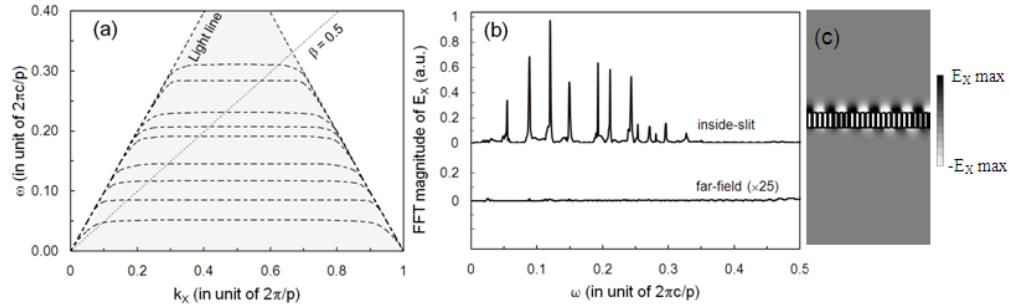 (a)
Light line
β = 0.5
0.40
0.30
0.20
0.10
0.00
0
0.2
0.4
0.6
0.8
1
ω (in unit of 2πc/p)
kX (in unit of 2π/p)
(b)
1
0.8
0.6
0.4
0.2
0
0.2
0
inside-slit
far-field (×25)
0
0.1
0.2
0.3
0.4
0.5
FFT magnitude of EX (a.u.)
ω (in unit of 2πc/p)
(c)
EX max
-EX max